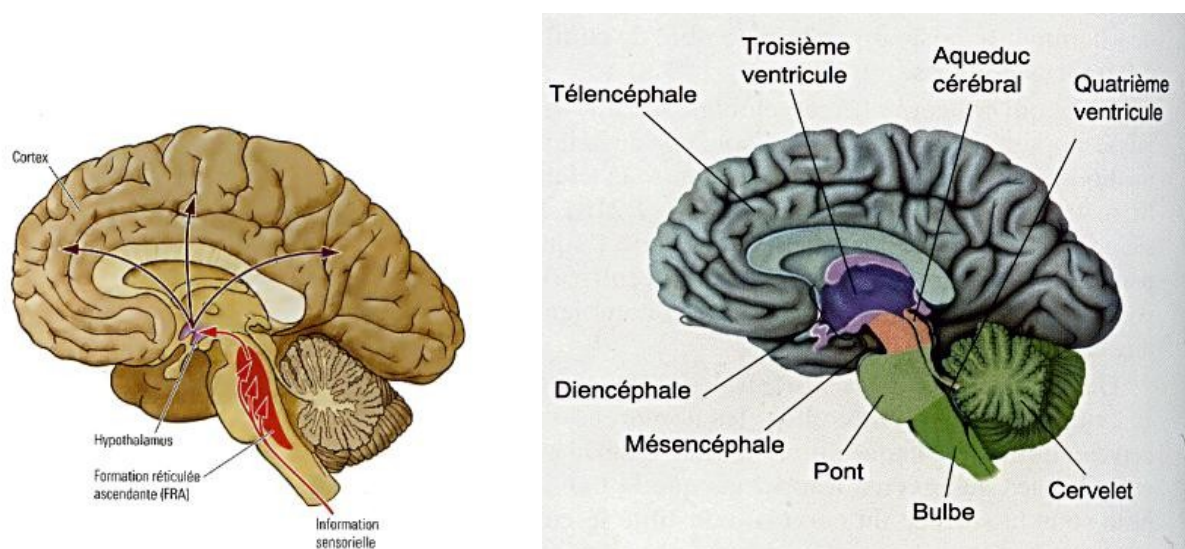 Cortex
Hypothalamus
Formation réticulée
ascendante (FRA)
Information
sensorielle
Télencéphale
Troisième
ventricule
Aqueduc
cérébral
Quatrième
ventricule
Diencéphale
Mésencéphale
Pont
Bulbe
Cervelet